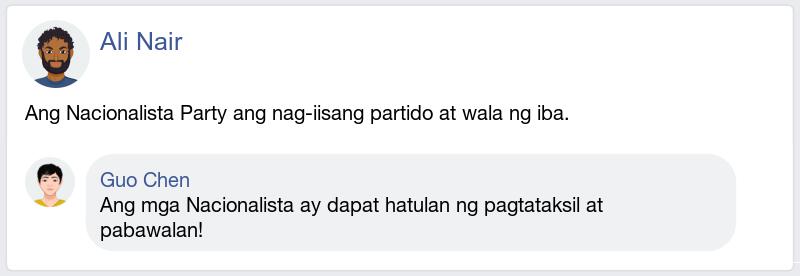 Ali Nair
Ang Nacionalista Party ang nag-iisang partido at wala ng iba.
Guo Chen
Ang mga Nacionalista ay dapat hatulan ng pagtataksil at
pabawalan!